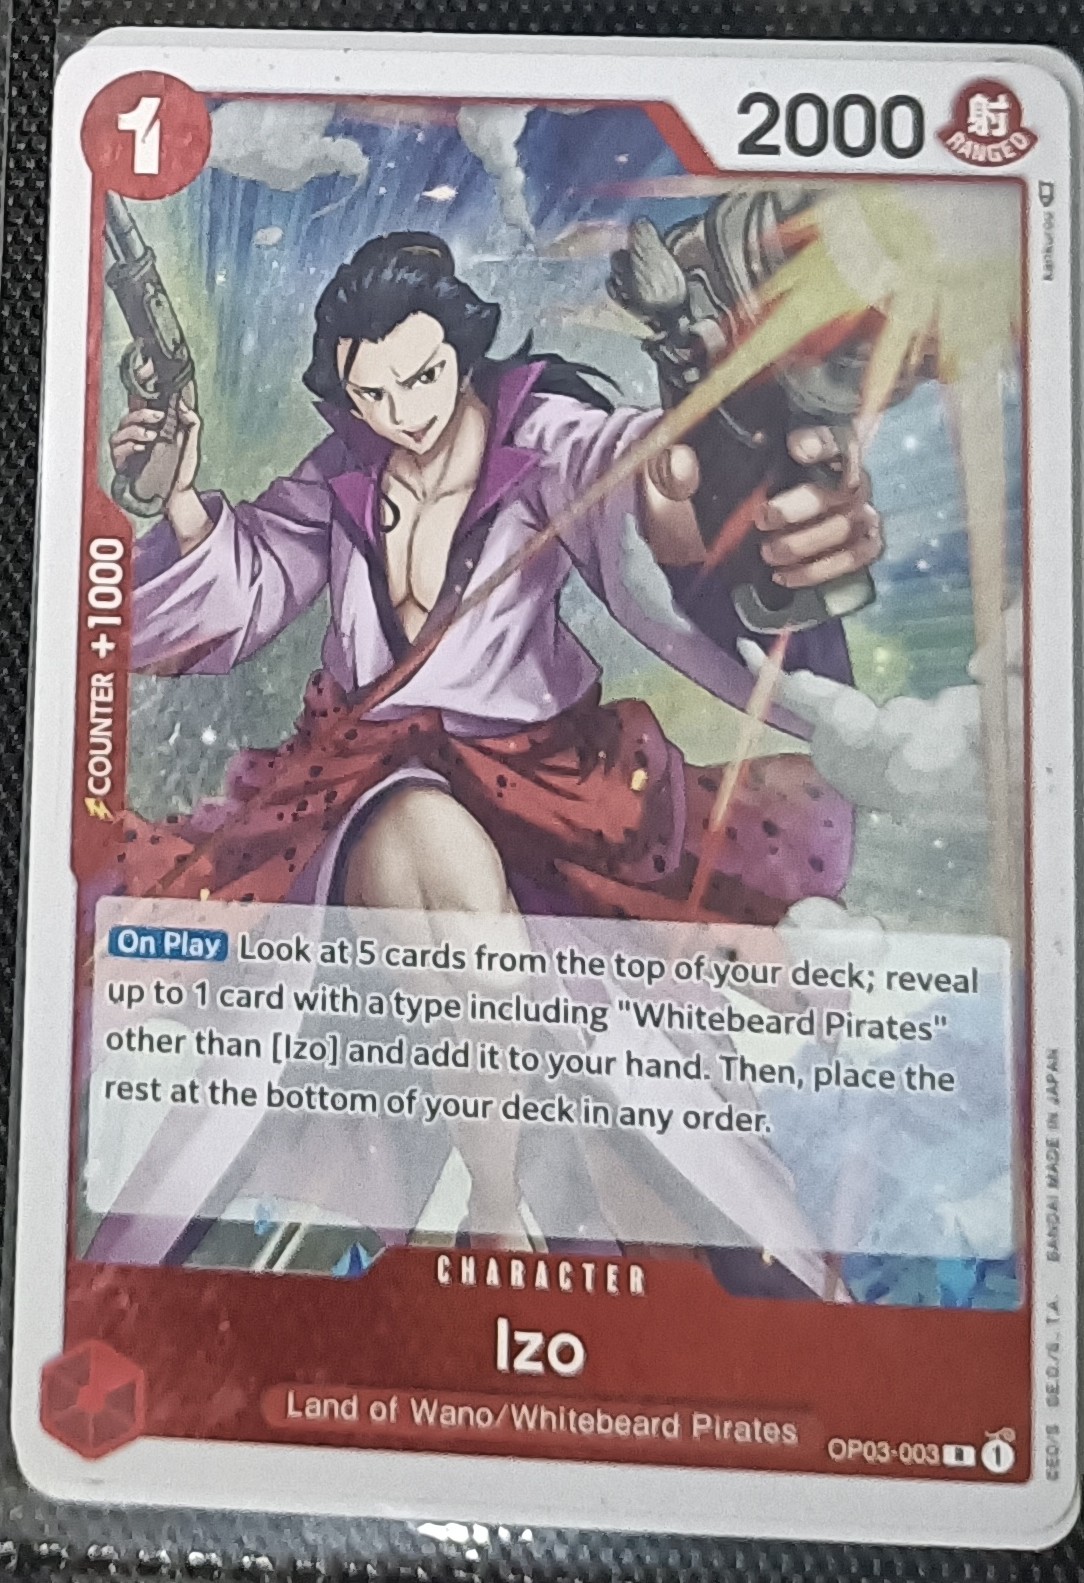 1
2000
射
RANGED
kankurou
COUNTER +1000
On Play Look at 5 cards from the top of your deck; reveal
up to 1 card with a type including "Whitebeard Pirates"
other than [Izo] and add it to your hand. Then, place the
rest at the bottom of your deck in any order.
CHARACTER
Izo
Land of Wano/Whitebeard Pirates
OP03-003 R 1
©E.O/S ©E.O./S., T.A. BANDAI MADE IN JAPAN